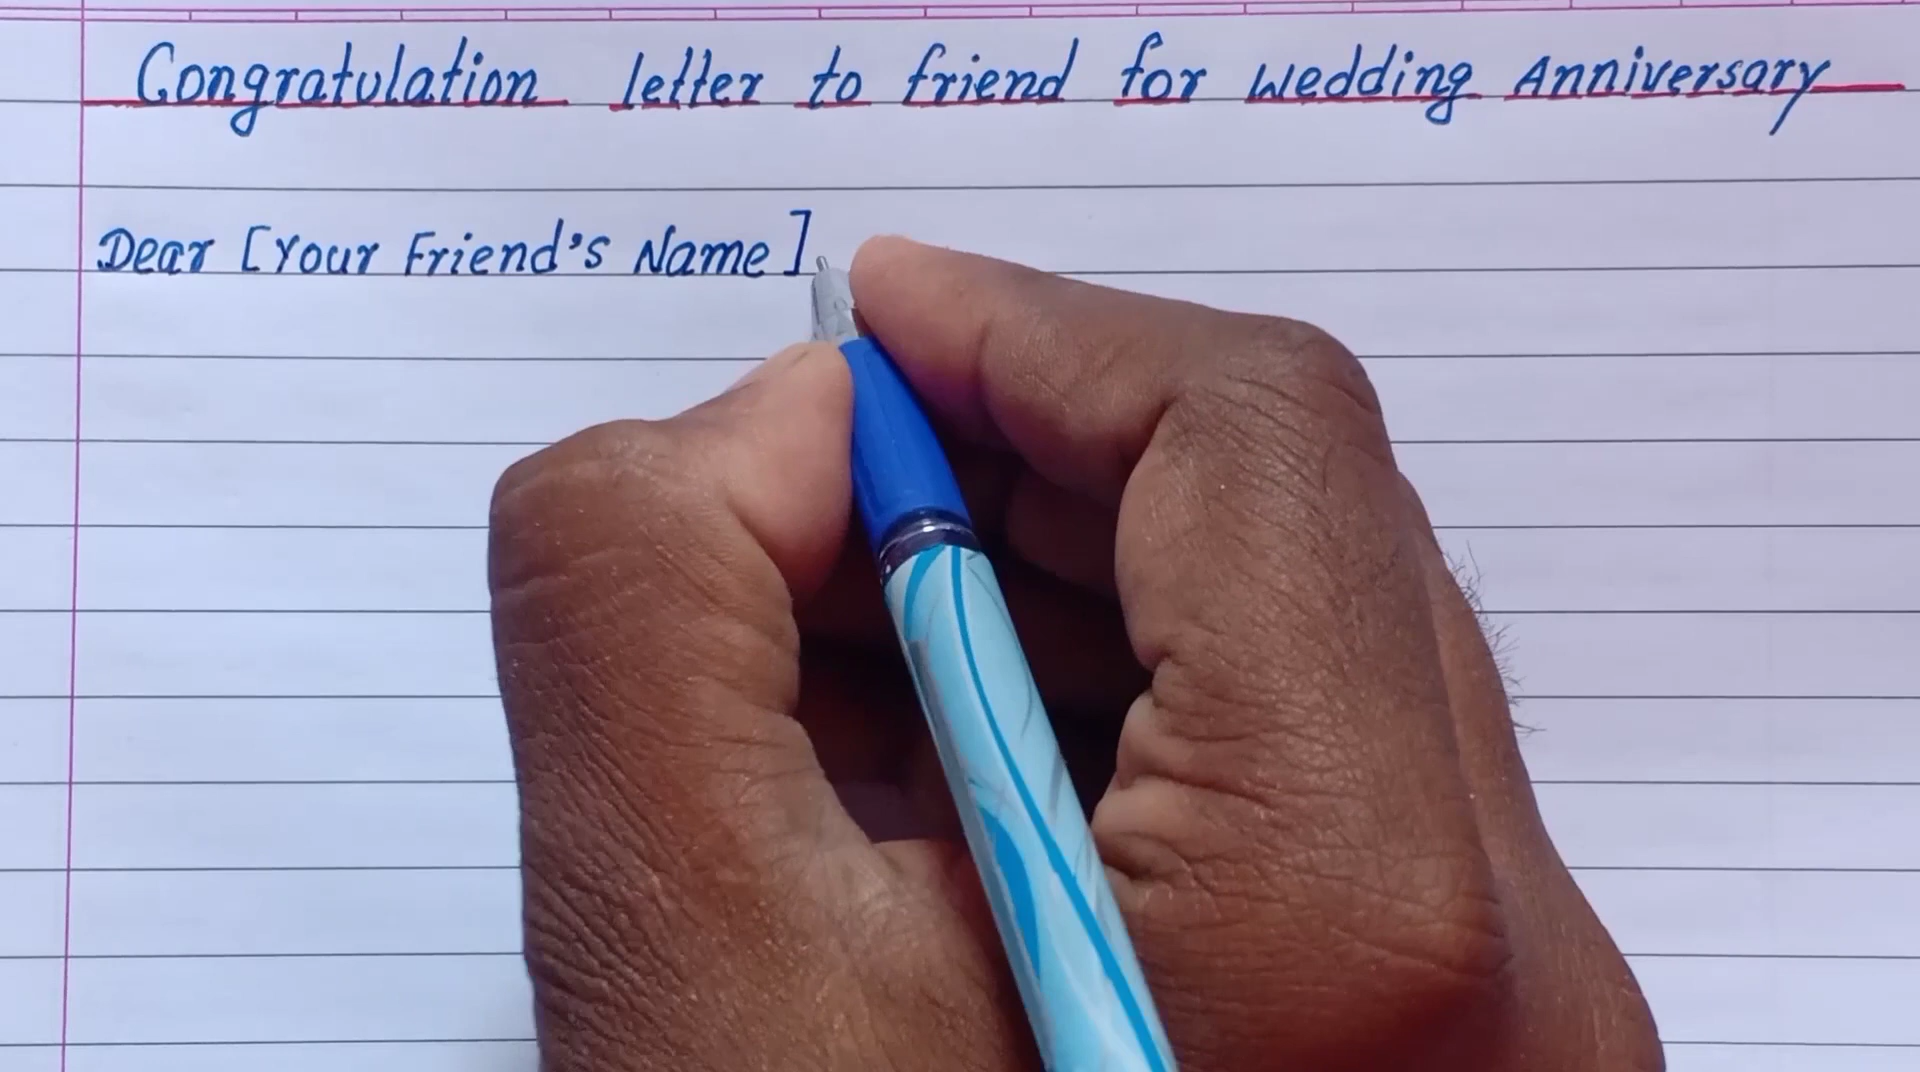 Congratulation letter to friend for wedding Anniversary
Dear [Your Friend's Name],